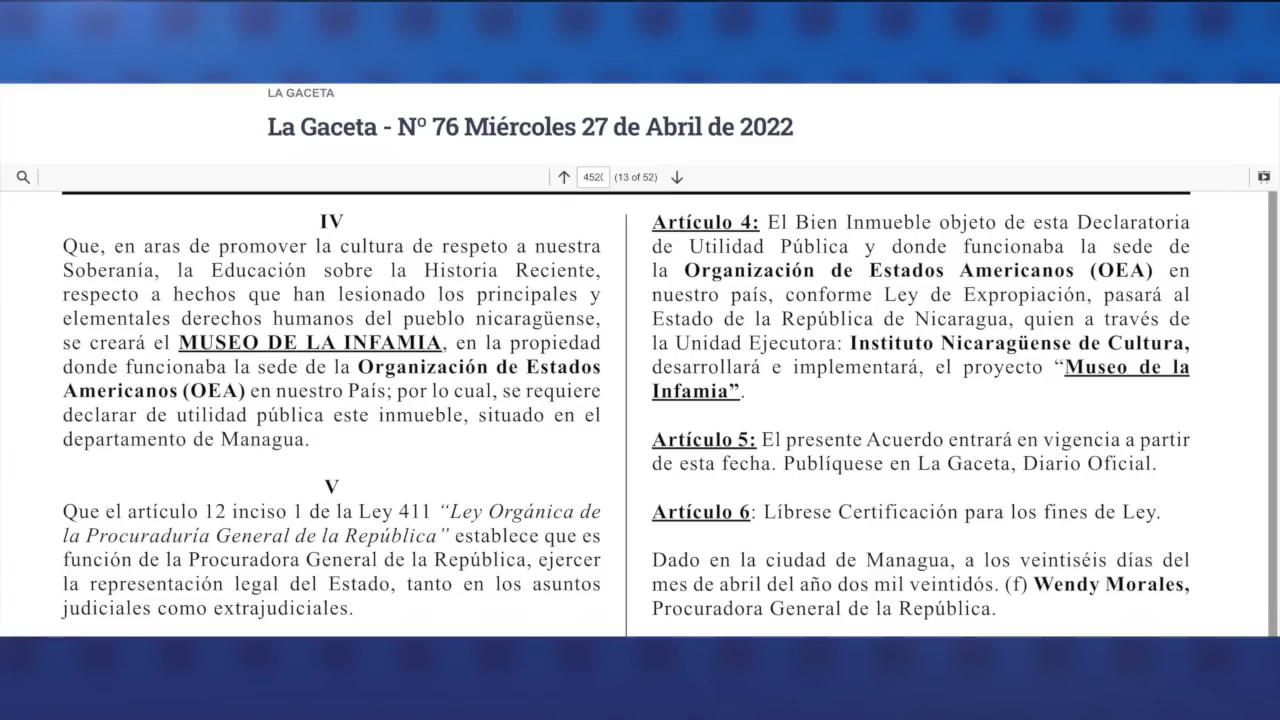 LA GACETA
La Gaceta - Nº 76 Miércoles 27 de Abril de 2022
4520 (13 of 52)
IV
Que, en aras de promover la cultura de respeto a nuestra
Soberanía, la Educación sobre la Historia Reciente,
respecto a hechos que han lesionado los principales y
elementales derechos humanos del pueblo nicaragüense,
se creará el MUSEO DE LA INFAMIA, en la propiedad
donde funcionaba la sede de la Organización de Estados
Americanos (OEA) en nuestro País; por lo cual, se requiere
declarar de utilidad pública este inmueble, situado en el
departamento de Managua.
V
Que el artículo 12 inciso 1 de la Ley 411 “Ley Orgánica de
la Procuraduría General de la República” establece que es
función de la Procuradora General de la República, ejercer
la representación legal del Estado, tanto en los asuntos
judiciales como extrajudiciales.
Artículo 4: El Bien Inmueble objeto de esta Declaratoria
de Utilidad Pública y donde funcionaba la sede de
la Organización de Estados Americanos (OEA) en
nuestro país, conforme Ley de Expropiación, pasará al
Estado de la República de Nicaragua, quien a través de
la Unidad Ejecutora: Instituto Nicaragüense de Cultura,
desarrollará e implementará, el proyecto “Museo de la
Infamia”.
Artículo 5: El presente Acuerdo entrará en vigencia a partir
de esta fecha. Publíquese en La Gaceta, Diario Oficial.
Artículo 6: Líbrese Certificación para los fines de Ley.
Dado en la ciudad de Managua, a los veintiséis días del
mes de abril del año dos mil veintidós. (f) Wendy Morales,
Procuradora General de la República.